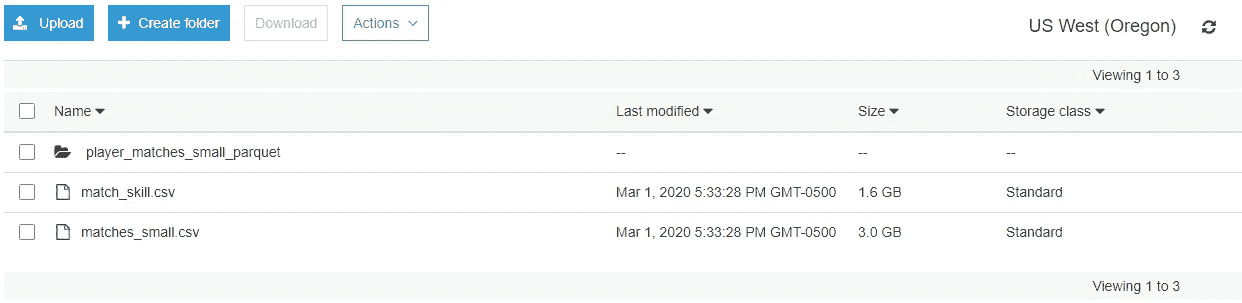 Upload Create folder Download Actions US West (Oregon)
Viewing 1 to 3
Name Last modified Size Storage class
player_matches_small_parquet -- -- --
match_skill.csv Mar 1, 2020 5:33:28 PM GMT-0500 1.6 GB Standard
matches_small.csv Mar 1, 2020 5:33:28 PM GMT-0500 3.0 GB Standard
Viewing 1 to 3